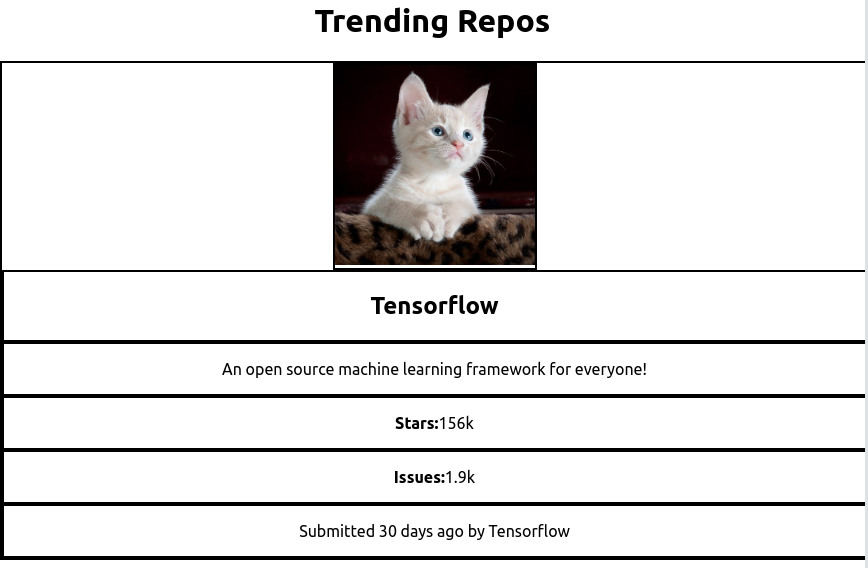 Trending Repos
Tensorflow
An open source machine learning framework for everyone!
Stars:156k
Issues:1.9k
Submitted 30 days ago by Tensorflow